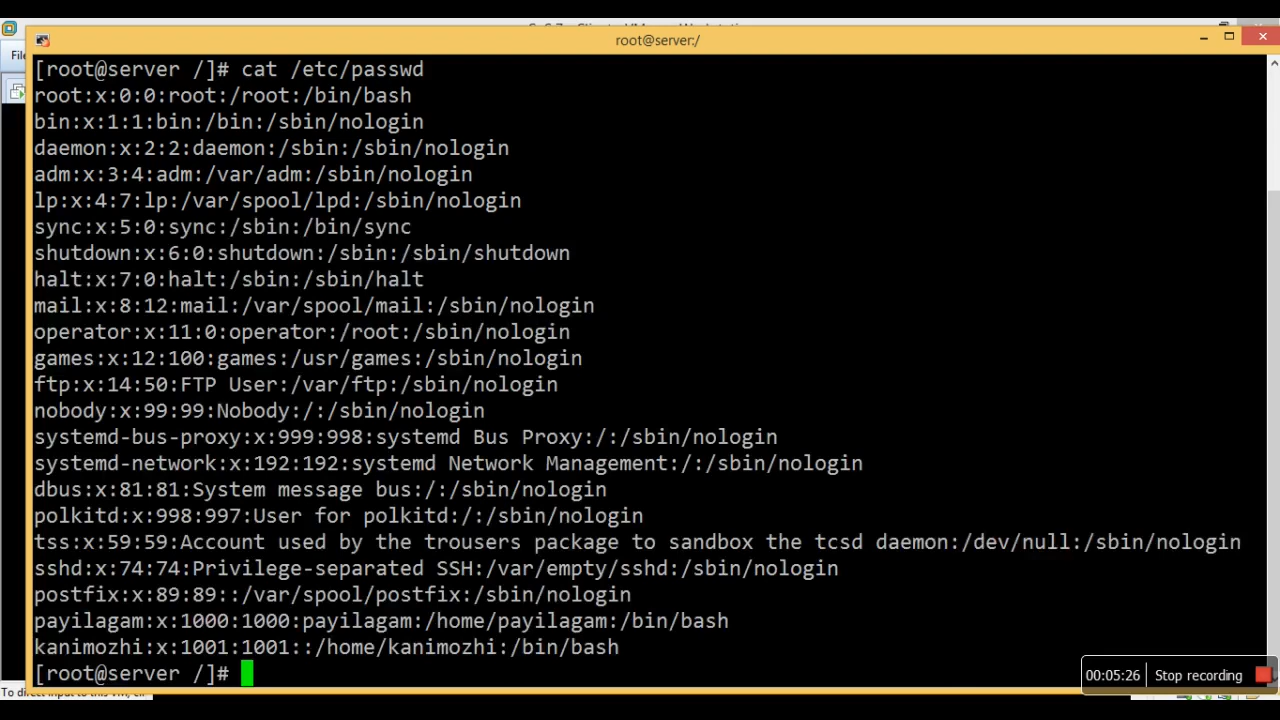 root@server:/
File
[root@server /]# cat /etc/passwd
root:x:0:0:root:/root:/bin/bash
bin:x:1:1:bin:/bin:/sbin/nologin
daemon:x:2:2:daemon:/sbin:/sbin/nologin
adm:x:3:4:adm:/var/adm:/sbin/nologin
lp:x:4:7:lp:/var/spool/lpd:/sbin/nologin
sync:x:5:0:sync:/sbin:/bin/sync
shutdown:x:6:0:shutdown:/sbin:/sbin/shutdown
halt:x:7:0:halt:/sbin:/sbin/halt
mail:x:8:12:mail:/var/spool/mail:/sbin/nologin
operator:x:11:0:operator:/root:/sbin/nologin
games:x:12:100:games:/usr/games:/sbin/nologin
ftp:x:14:50:FTP User:/var/ftp:/sbin/nologin
nobody:x:99:99:Nobody:/:/sbin/nologin
systemd-bus-proxy:x:999:998:systemd Bus Proxy:/:/sbin/nologin
systemd-network:x:192:192:systemd Network Management:/:/sbin/nologin
dbus:x:81:81:System message bus:/:/sbin/nologin
polkitd:x:998:997:User for polkitd:/:/sbin/nologin
tss:x:59:59:Account used by the trousers package to sandbox the tcsd daemon:/dev/null:/sbin/nologin
sshd:x:74:74:Privilege-separated SSH:/var/empty/sshd:/sbin/nologin
postfix:x:89:89::/var/spool/postfix:/sbin/nologin
payilagam:x:1000:1000:payilagam:/home/payilagam:/bin/bash
kanimozhi:x:1001:1001::/home/kanimozhi:/bin/bash
[root@server /]#
00:05:26 Stop recording
To direct input to this VM, cli